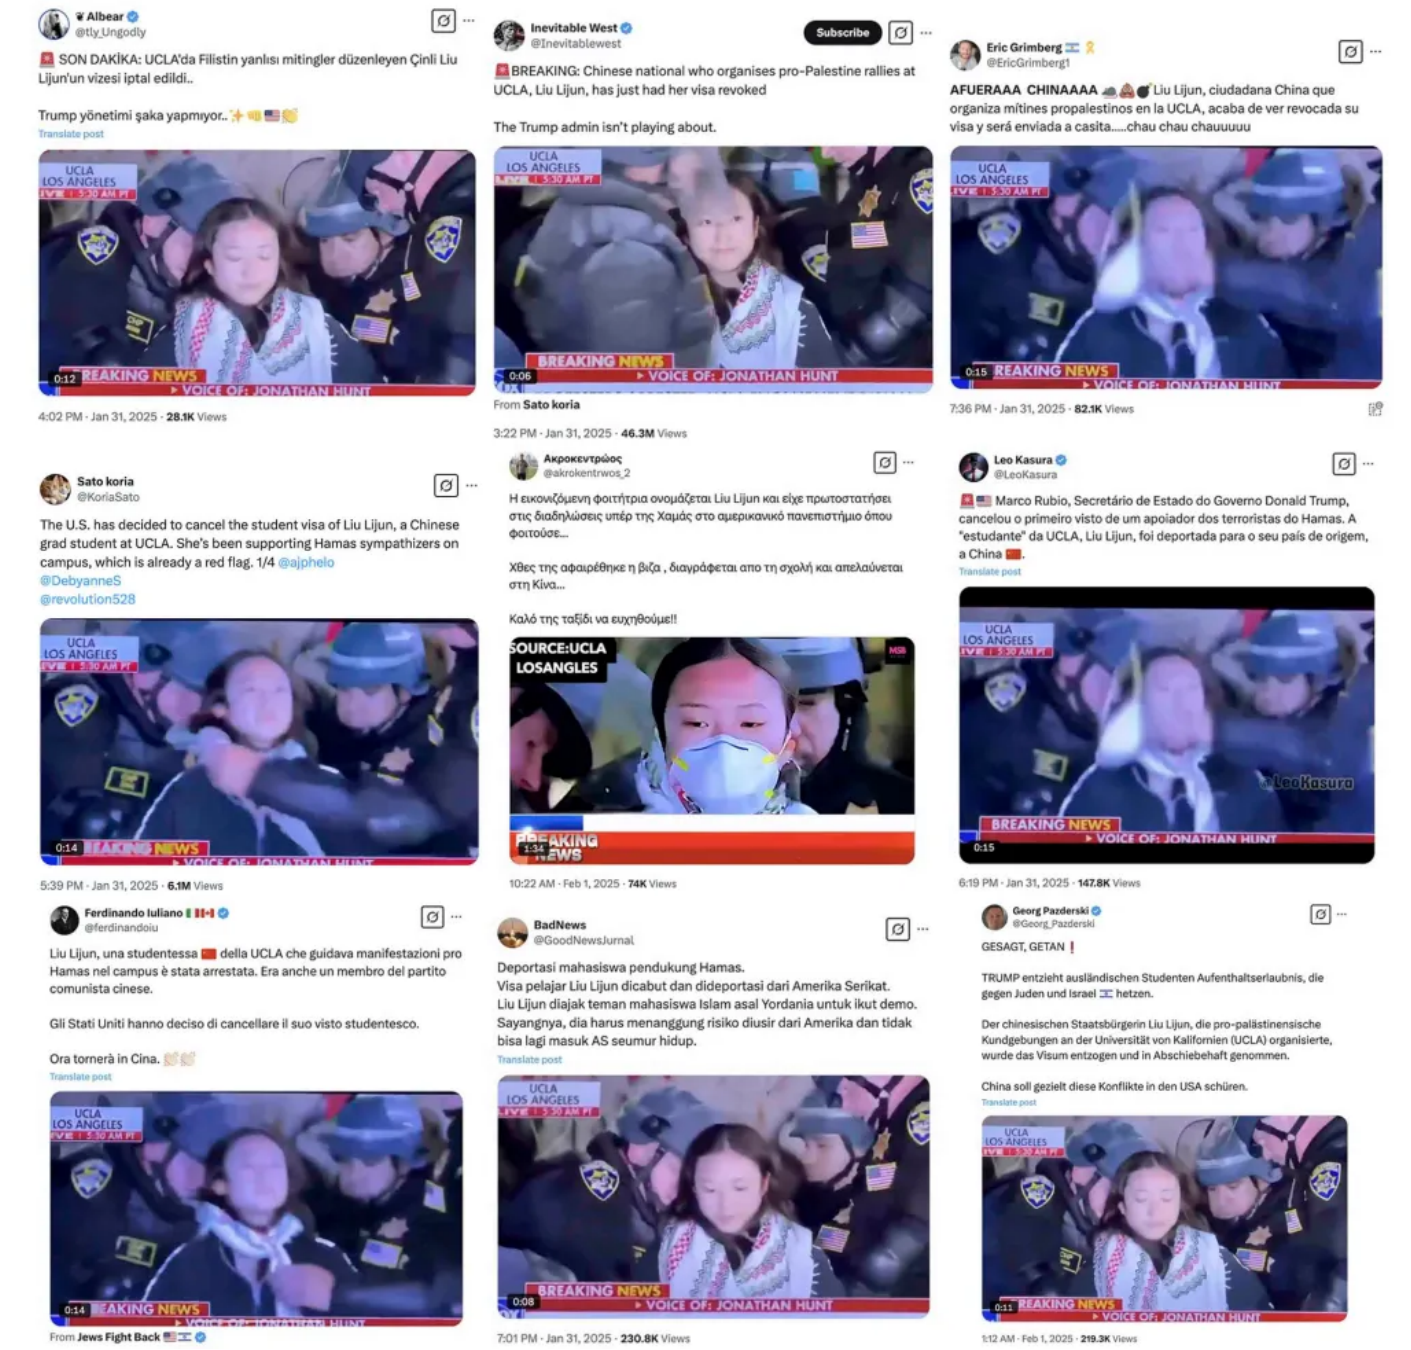 ❦ Albear
@tly_Ungodly
🚨 SON DAKİKA: UCLA'da Filistin yanlısı mitingler düzenleyen Çinli Liu
Lijun'un vizesi iptal edildi..
Trump yönetimi şaka yapmıyor..✨👊🇺🇸👏
Translate post
UCLA
LOS ANGELES
LIVE | 5:30 AM PT
CHP
0:12
BREAKING NEWS
▸ VOICE OF: JONATHAN HUNT
4:02 PM · Jan 31, 2025 · 28.1K Views
Inevitable West
@Inevitablewest
Subscribe
🚨BREAKING: Chinese national who organises pro-Palestine rallies at
UCLA, Liu Lijun, has just had her visa revoked
The Trump admin isn't playing about.
UCLA
LOS ANGELES
LIVE | 5:30 AM PT
BREAKING NEWS
0:06
▸ VOICE OF: JONATHAN HUNT
From Sato koria
3:22 PM · Jan 31, 2025 · 46.3M Views
Eric Grimberg 🇮🇱 🎗️
@EricGrimberg1
AFUERAAA CHINAAAA 🐀💩💣Liu Lijun, ciudadana China que
organiza mítines propalestinos en la UCLA, acaba de ver revocada su
visa y será enviada a casita.....chau chau chauuuuu
UCLA
LOS ANGELES
LIVE | 5:30 AM PT
0:15
BREAKING NEWS
▸ VOICE OF: JONATHAN HUNT
7:36 PM · Jan 31, 2025 · 82.1K Views
Sato koria
@KoriaSato
The U.S. has decided to cancel the student visa of Liu Lijun, a Chinese
grad student at UCLA. She's been supporting Hamas sympathizers on
campus, which is already a red flag. 1/4 @ajphelo
@DebyanneS
@revolution528
UCLA
LOS ANGELES
LIVE | 5:30 AM PT
0:14
BREAKING NEWS
▸ VOICE OF: JONATHAN HUNT
5:39 PM · Jan 31, 2025 · 6.1M Views
Ακροκεντρώος
@akrokentrwos_2
Η εικονιζόμενη φοιτήτρια ονομάζεται Liu Lijun και είχε πρωτοστατήσει
στις διαδηλώσεις υπέρ της Χαμάς στο αμερικανικό πανεπιστήμιο όπου
φοιτούσε...
Χθες της αφαιρέθηκε η βιζα , διαγράφεται απο τη σχολή και απελαύνεται
στη Κίνα...
Καλό της ταξίδι να ευχηθούμε!!
SOURCE:UCLA
LOSANGLES
MSB
BREAKING
1:34
NEWS
10:22 AM · Feb 1, 2025 · 74K Views
Leo Kasura
@LeoKasura
🚨🇺🇸 Marco Rubio, Secretário de Estado do Governo Donald Trump,
cancelou o primeiro visto de um apoiador dos terroristas do Hamas. A
"estudante" da UCLA, Liu Lijun, foi deportada para o seu país de origem,
a China 🇨🇳.
Translate post
UCLA
LOS ANGELES
LIVE | 5:30 AM PT
@LeoKasura
BREAKING NEWS
▸ VOICE OF: JONATHAN HUNT
0:15
6:19 PM · Jan 31, 2025 · 147.8K Views
Ferdinando Iuliano 🇮🇹🇨🇦
@ferdinandoiu
Liu Lijun, una studentessa 🇨🇳 della UCLA che guidava manifestazioni pro
Hamas nel campus è stata arrestata. Era anche un membro del partito
comunista cinese.
Gli Stati Uniti hanno deciso di cancellare il suo visto studentesco.
Ora tornerà in Cina. 👏🏻👏🏻
Translate post
UCLA
LOS ANGELES
LIVE | 5:30 AM PT
0:14
BREAKING NEWS
▸ VOICE OF: JONATHAN HUNT
From Jews Fight Back 🇺🇸🇮🇱
BadNews
@GoodNewsJurnal
Deportasi mahasiswa pendukung Hamas.
Visa pelajar Liu Lijun dicabut dan dideportasi dari Amerika Serikat.
Liu Lijun diajak teman mahasiswa Islam asal Yordania untuk ikut demo.
Sayangnya, dia harus menanggung risiko diusir dari Amerika dan tidak
bisa lagi masuk AS seumur hidup.
Translate post
UCLA
LOS ANGELES
LIVE | 5:30 AM PT
BREAKING NEWS
0:08
▸ VOICE OF: JONATHAN HUNT
7:01 PM · Jan 31, 2025 · 230.8K Views
Georg Pazderski
@Georg_Pazderski
GESAGT, GETAN❗
TRUMP entzieht ausländischen Studenten Aufenthaltserlaubnis, die
gegen Juden und Israel 🇮🇱 hetzen.
Der chinesischen Staatsbürgerin Liu Lijun, die pro-palästinensische
Kundgebungen an der Universität von Kalifornien (UCLA) organisierte,
wurde das Visum entzogen und in Abschiebehaft genommen.
China soll gezielt diese Konflikte in den USA schüren.
Translate post
UCLA
LOS ANGELES
LIVE | 5:30 AM PT
0:11
BREAKING NEWS
▸ VOICE OF: JONATHAN HUNT
1:12 AM · Feb 1, 2025 · 219.3K Views